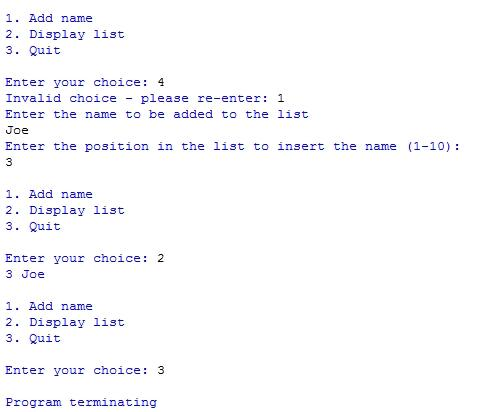 1. Add name
2. Display list
3. Quit
Enter your choice: 4
Invalid choice - please re-enter: 1
Enter the name to be added to the list
Joe
Enter the position in the list to insert the name (1-10):
3
1. Add name
2. Display list
3. Quit
Enter your choice: 2
3 Joe
1. Add name
2. Display list
3. Quit
Enter your choice: 3
Program terminating